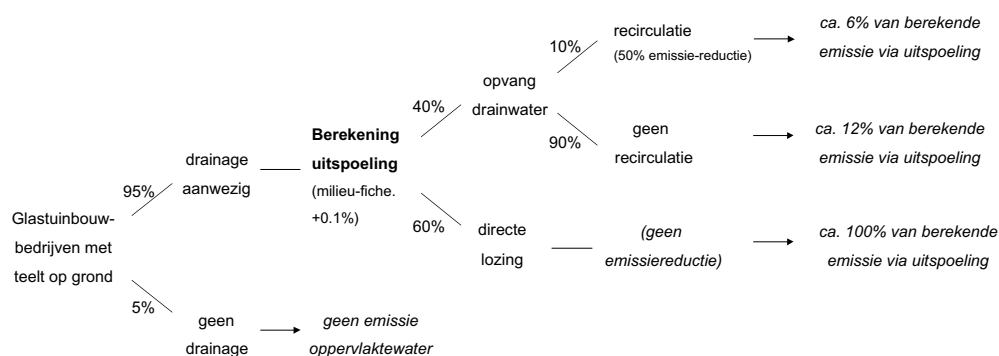 Glastuinbouw-
bedrijven met
teelt op grond
95%
drainage
aanwezig
Berekening
uitspoeling
(milieu-fiche.
+0.1%)
40%
opvang
drainwater
10%
recirculatie
(50% emissie-reductie)
ca. 6% van berekende
emissie via uitspoeling
90%
geen
recirculatie
ca. 12% van berekende
emissie via uitspoeling
60%
directe
lozing
(geen
emissiereductie)
ca. 100% van berekende
emissie via uitspoeling
5%
geen
drainage
geen emissie
oppervlaktewater